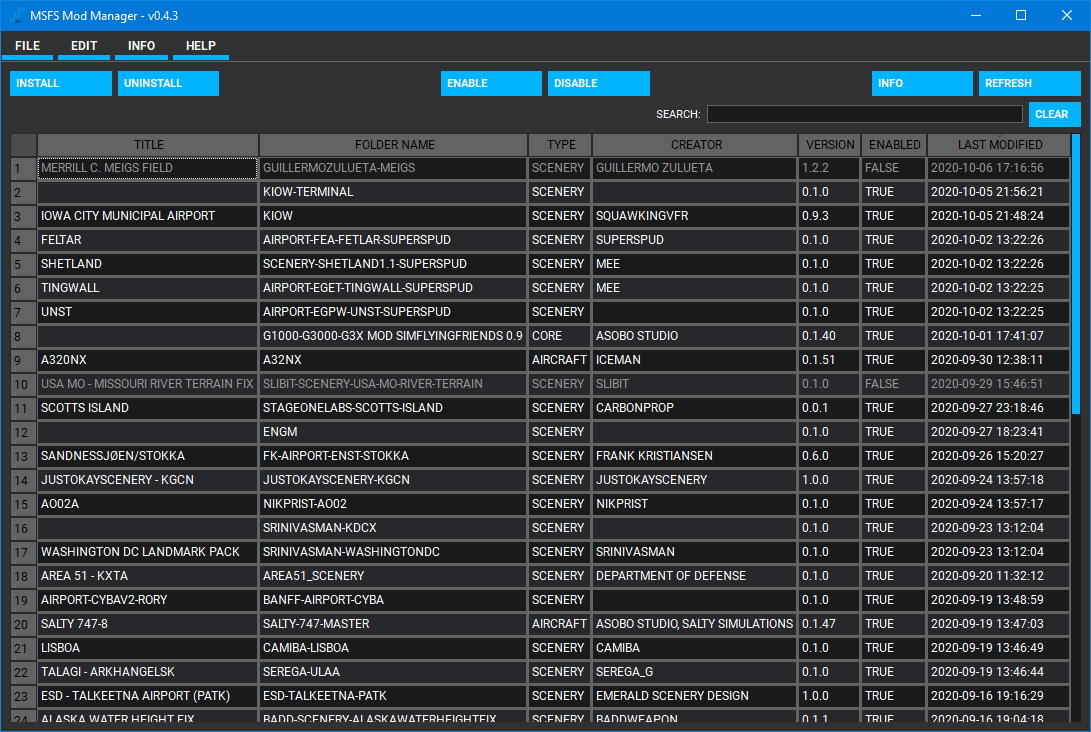 MSFS Mod Manager - v0.4.3
FILE EDIT INFO HELP
INSTALL UNINSTALL ENABLE DISABLE INFO REFRESH
SEARCH: CLEAR
TITLE FOLDER NAME TYPE CREATOR VERSION ENABLED LAST MODIFIED
1 MERRILL C. MEIGS FIELD GUILLERMOZULUETA-MEIGS SCENERY GUILLERMO ZULUETA 1.2.2 FALSE 2020-10-06 17:16:56
2 KIOW-TERMINAL SCENERY 0.1.0 TRUE 2020-10-05 21:56:21
3 IOWA CITY MUNICIPAL AIRPORT KIOW SCENERY SQUAWKINGVFR 0.9.3 TRUE 2020-10-05 21:48:24
4 FELTAR AIRPORT-FEA-FETLAR-SUPERSPUD SCENERY SUPERSPUD 0.1.0 TRUE 2020-10-02 13:22:26
5 SHETLAND SCENERY-SHETLAND1.1-SUPERSPUD SCENERY MEE 0.1.0 TRUE 2020-10-02 13:22:26
6 TINGWALL AIRPORT-EGET-TINGWALL-SUPERSPUD SCENERY MEE 0.1.0 TRUE 2020-10-02 13:22:25
7 UNST AIRPORT-EGPW-UNST-SUPERSPUD SCENERY 0.1.0 TRUE 2020-10-02 13:22:25
8 G1000-G3000-G3X MOD SIMFLYINGFRIENDS 0.9 CORE ASOBO STUDIO 0.1.40 TRUE 2020-10-01 17:41:07
9 A320NX A32NX AIRCRAFT ICEMAN 0.1.51 TRUE 2020-09-30 12:38:11
10 USA MO - MISSOURI RIVER TERRAIN FIX SLIBIT-SCENERY-USA-MO-RIVER-TERRAIN SCENERY SLIBIT 0.1.0 FALSE 2020-09-29 15:46:51
11 SCOTTS ISLAND STAGEONELABS-SCOTTS-ISLAND SCENERY CARBONPROP 0.0.1 TRUE 2020-09-27 23:18:46
12 ENGM SCENERY 0.1.0 TRUE 2020-09-27 18:23:41
13 SANDNESSJØEN/STOKKA FK-AIRPORT-ENST-STOKKA SCENERY FRANK KRISTIANSEN 0.6.0 TRUE 2020-09-26 15:20:27
14 JUSTOKAYSCENERY - KGCN JUSTOKAYSCENERY-KGCN SCENERY JUSTOKAYSCENERY 1.0.0 TRUE 2020-09-24 13:57:18
15 AO02A NIKPRIST-AO02 SCENERY NIKPRIST 0.1.0 TRUE 2020-09-24 13:57:17
16 SRINIVASMAN-KDCX SCENERY 0.1.0 TRUE 2020-09-23 13:12:04
17 WASHINGTON DC LANDMARK PACK SRINIVASMAN-WASHINGTONDC SCENERY SRINIVASMAN 0.1.0 TRUE 2020-09-23 13:12:04
18 AREA 51 - KXTA AREA51_SCENERY SCENERY DEPARTMENT OF DEFENSE 0.1.0 TRUE 2020-09-20 11:32:12
19 AIRPORT-CYBAV2-RORY BANFF-AIRPORT-CYBA SCENERY 0.1.0 TRUE 2020-09-19 13:48:59
20 SALTY 747-8 SALTY-747-MASTER AIRCRAFT ASOBO STUDIO, SALTY SIMULATIONS 0.1.47 TRUE 2020-09-19 13:47:03
21 LISBOA CAMIBA-LISBOA SCENERY CAMIBA 0.1.0 TRUE 2020-09-19 13:46:49
22 TALAGI - ARKHANGELSK SEREGA-ULAA SCENERY SEREGA_G 0.1.0 TRUE 2020-09-19 13:46:44
23 ESD - TALKEETNA AIRPORT (PATK) ESD-TALKEETNA-PATK SCENERY EMERALD SCENERY DESIGN 1.0.0 TRUE 2020-09-16 19:16:29
24 ALASKA WATER HEIGHT FIX BADD-SCENERY-ALASKAWATERHEIGHTFIX SCENERY BADDWEAPON 0.1.1 TRUE 2020-09-16 19:04:18